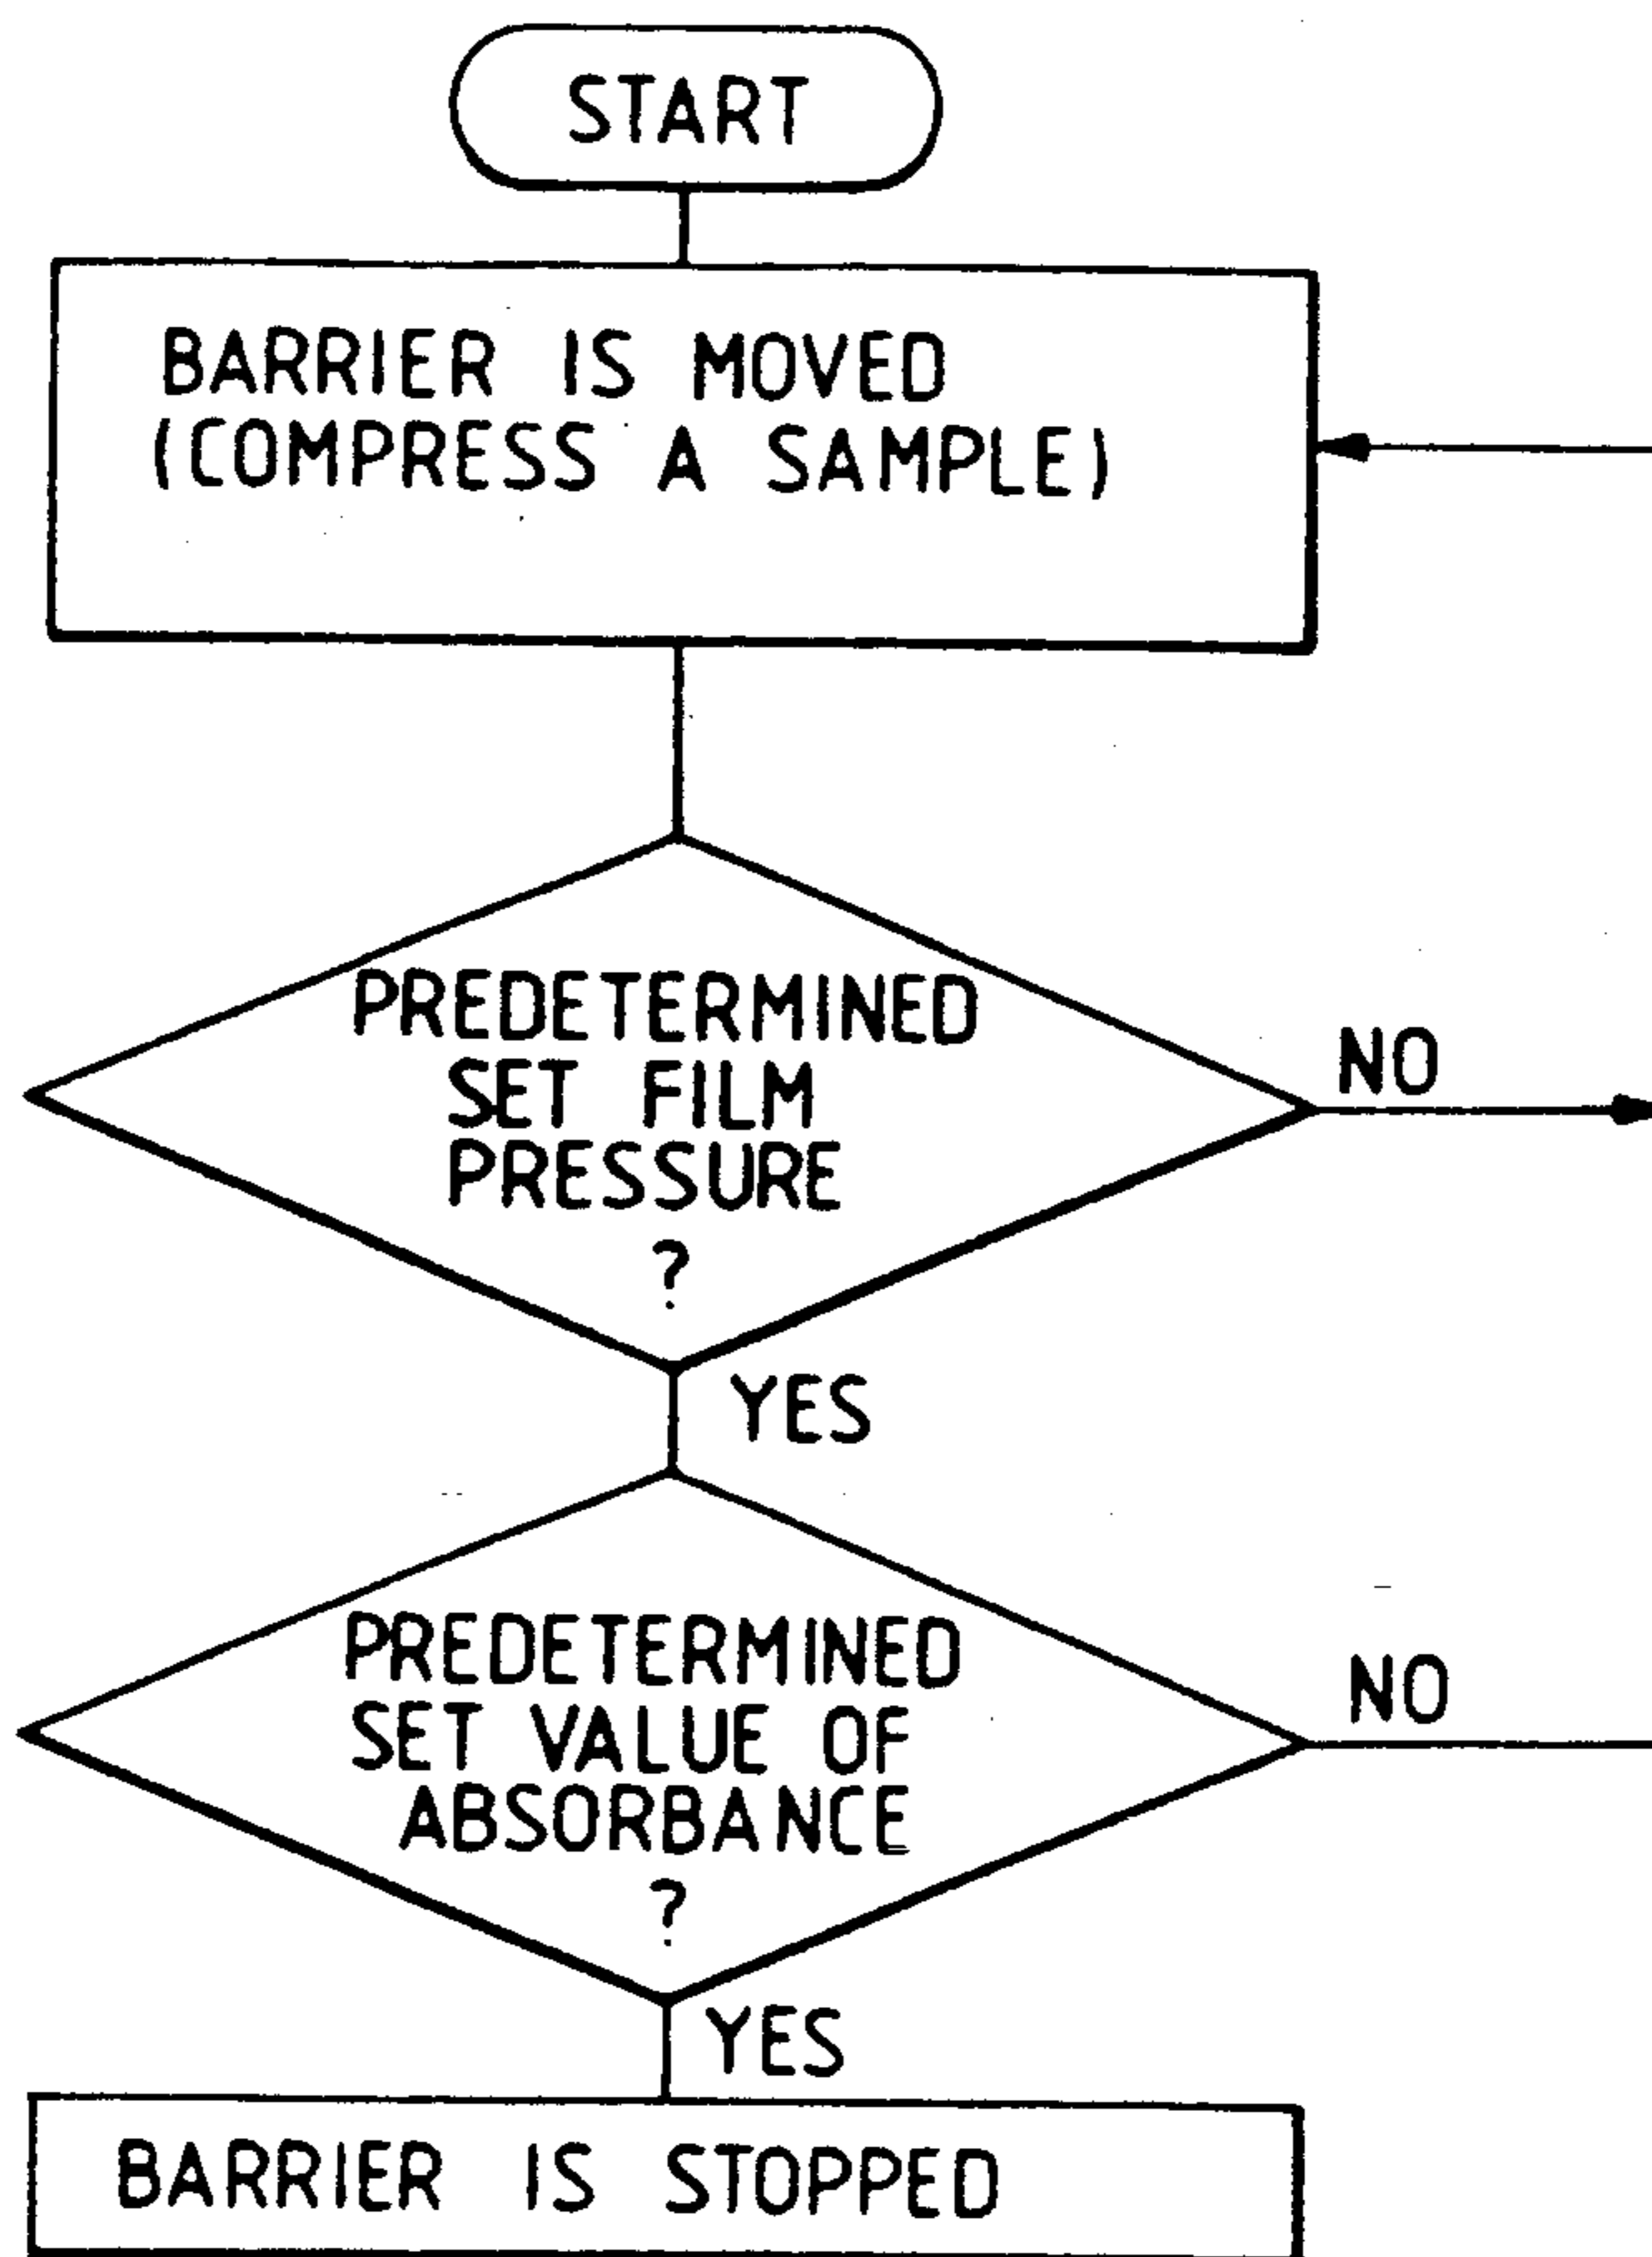 START
BARRIER IS MOVED
(COMPRESS A SAMPLE)
PREDETERMINED
SET FILM
PRESSURE
?
NO
YES
PREDETERMINED
SET VALUE OF
ABSORBANCE
?
NO
YES
BARRIER IS STOPPED